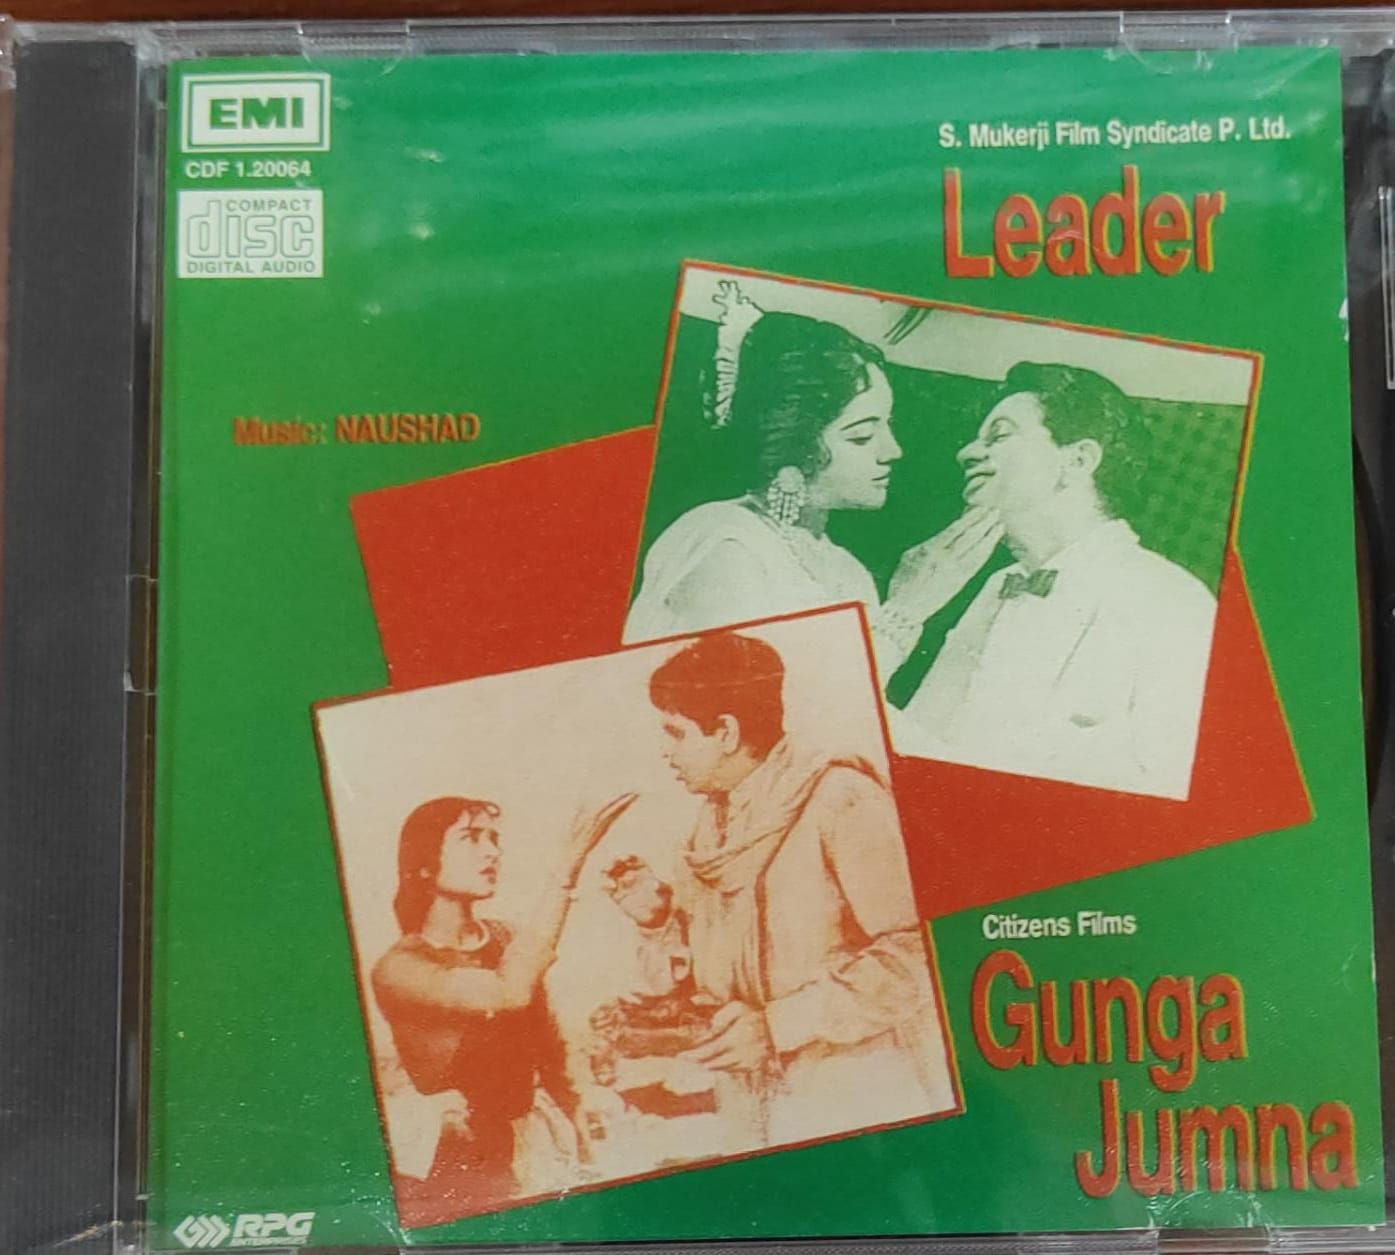 EMI
CDF 1.20064
COMPACT
disc
DIGITAL AUDIO
S. Mukerji Film Syndicate P. Ltd.
Leader
Music: NAUSHAD
Citizens Films
Gunga
Jumna
RPG
ENTERPRISES